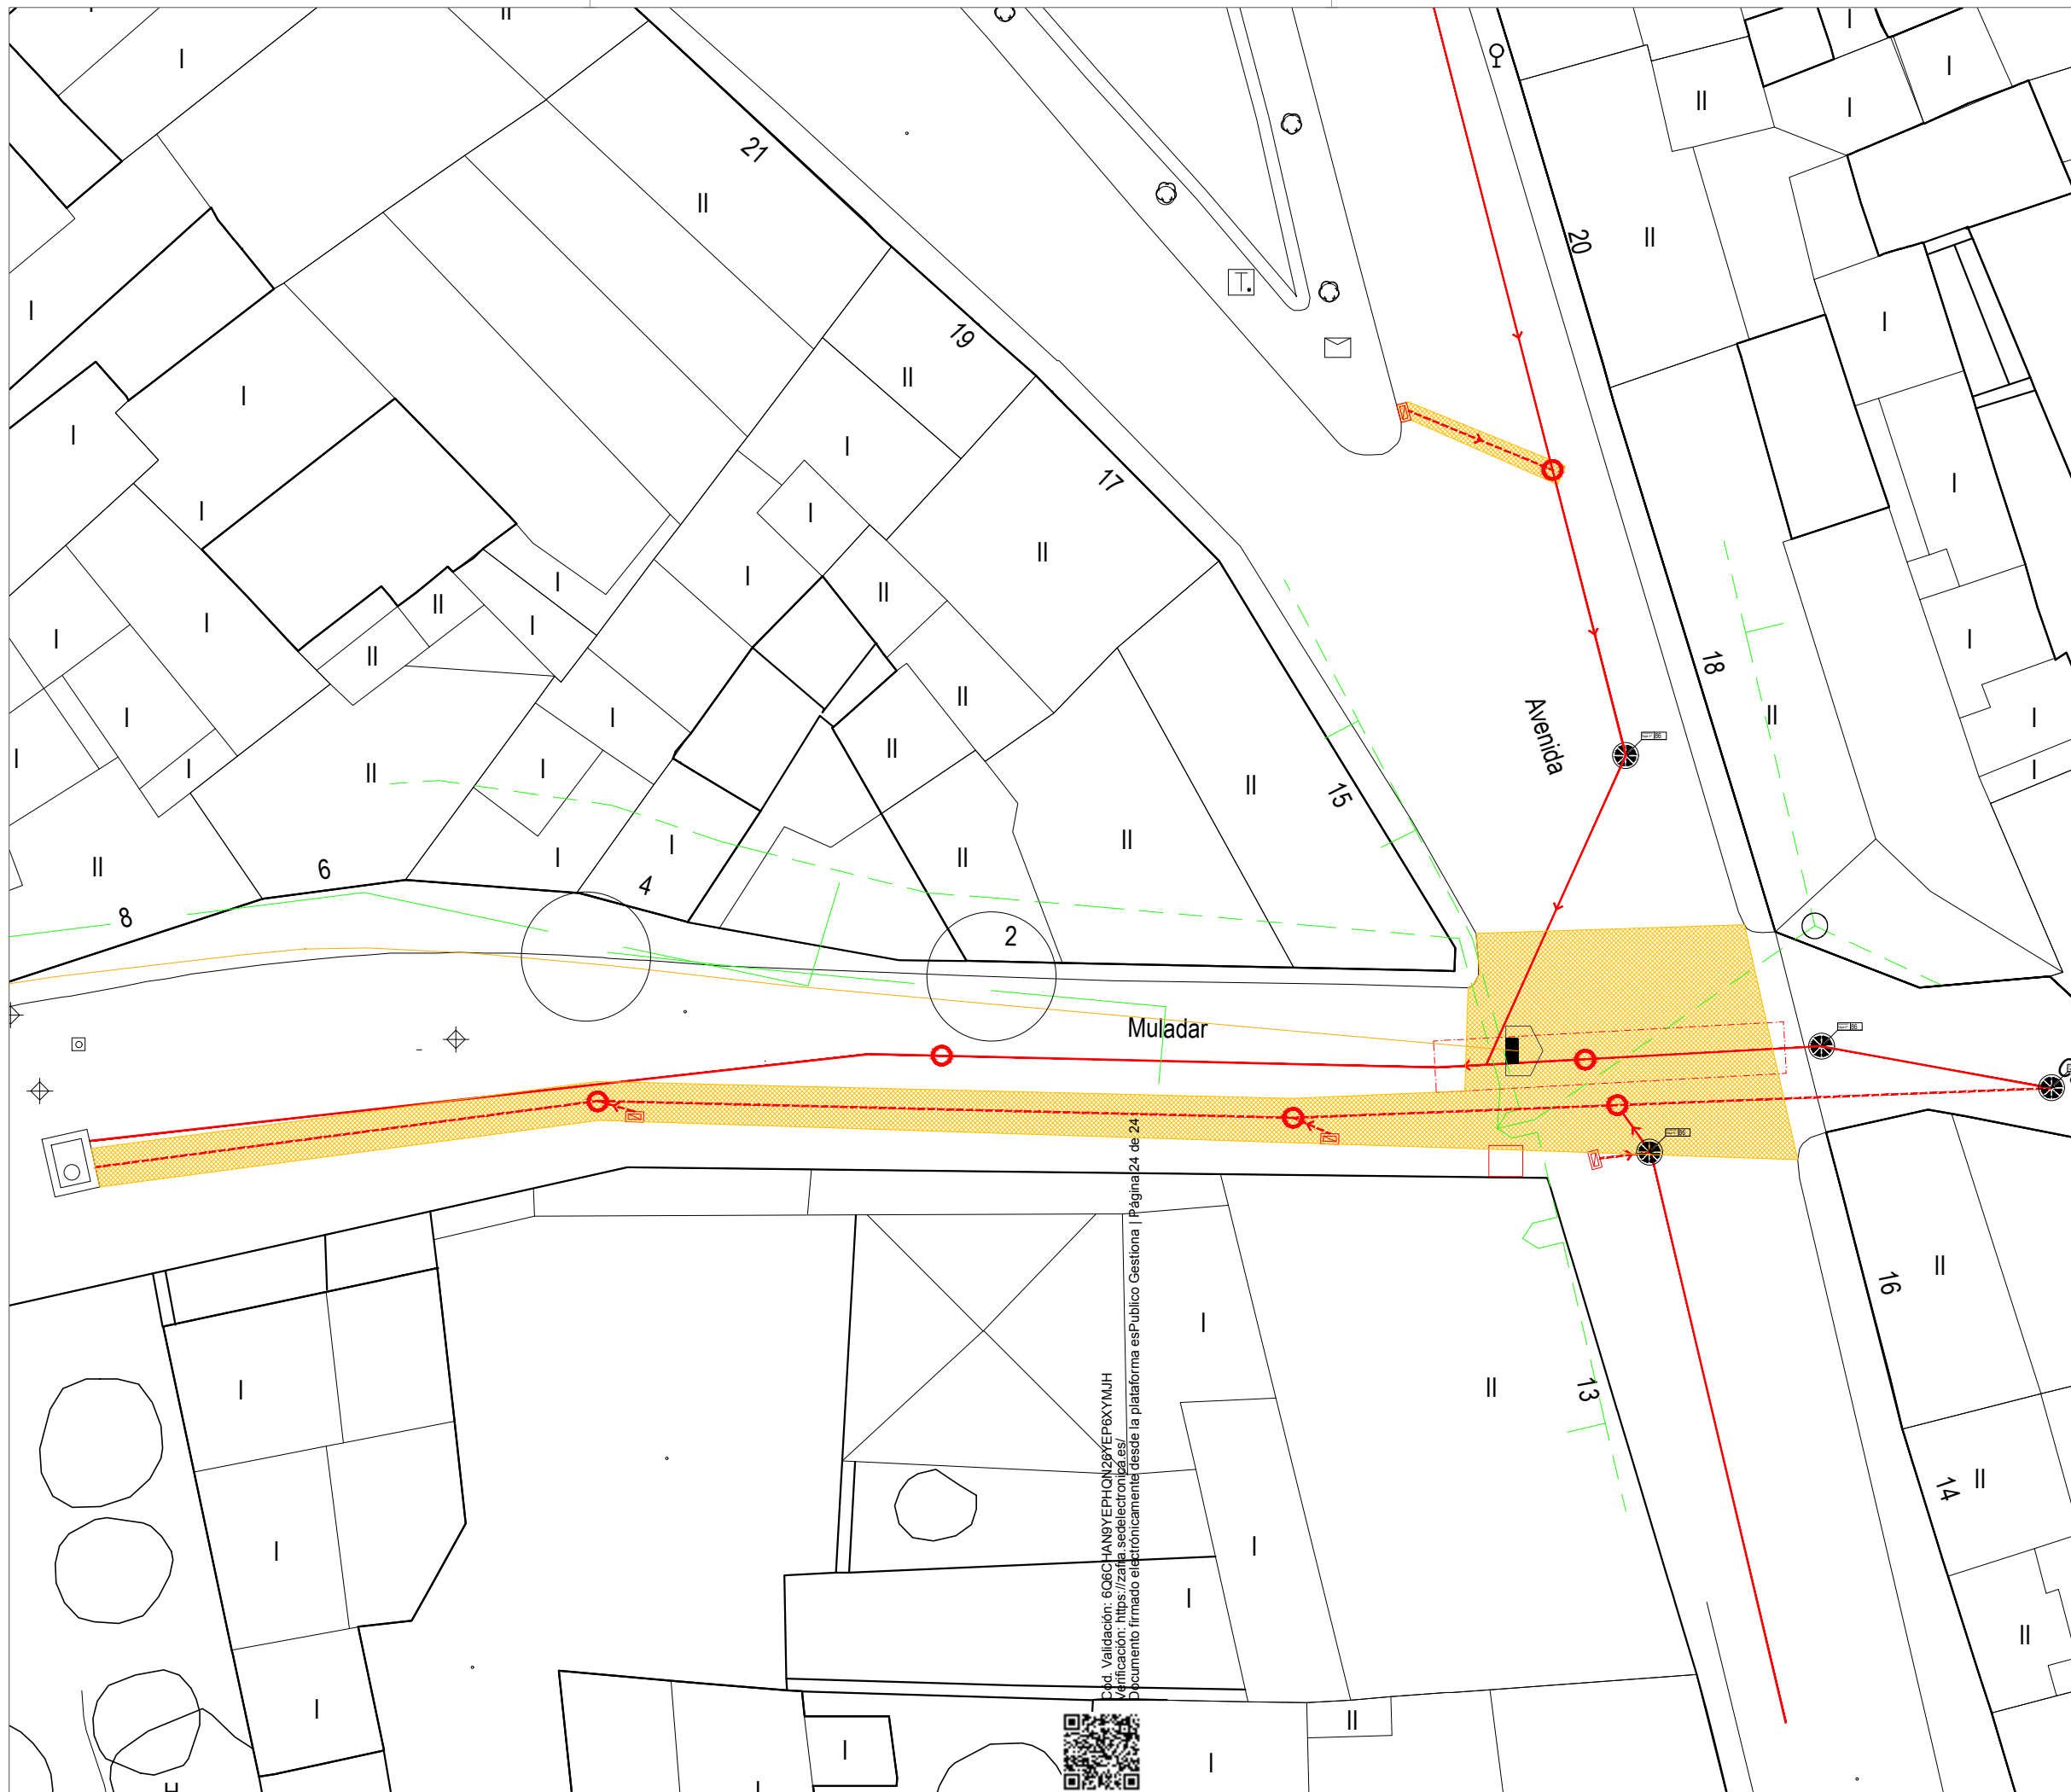 21
19
17
15
20
18
Avenida
8
6
4
2
Muladar
13
16
14
II
I
H
T.
Cód. Validación: 6Q6CHAN9YEPHQN26YEP6XYMJH
Verificación: https://zafra.sedelectronica.es/
Documento firmado electrónicamente desde la plataforma esPublico Gestiona | Página 24 de 24